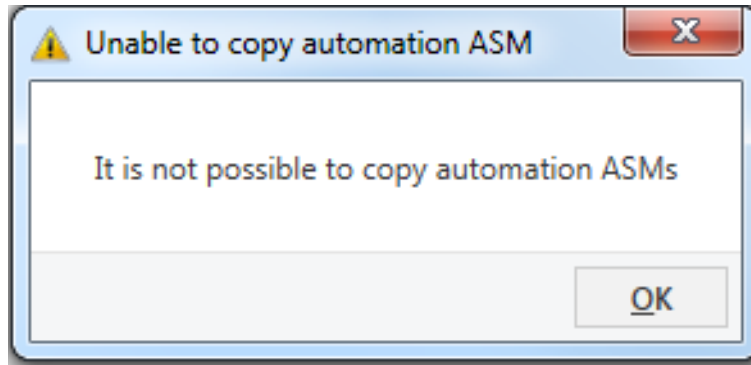 Unable to copy automation ASM
It is not possible to copy automation ASMs
OK